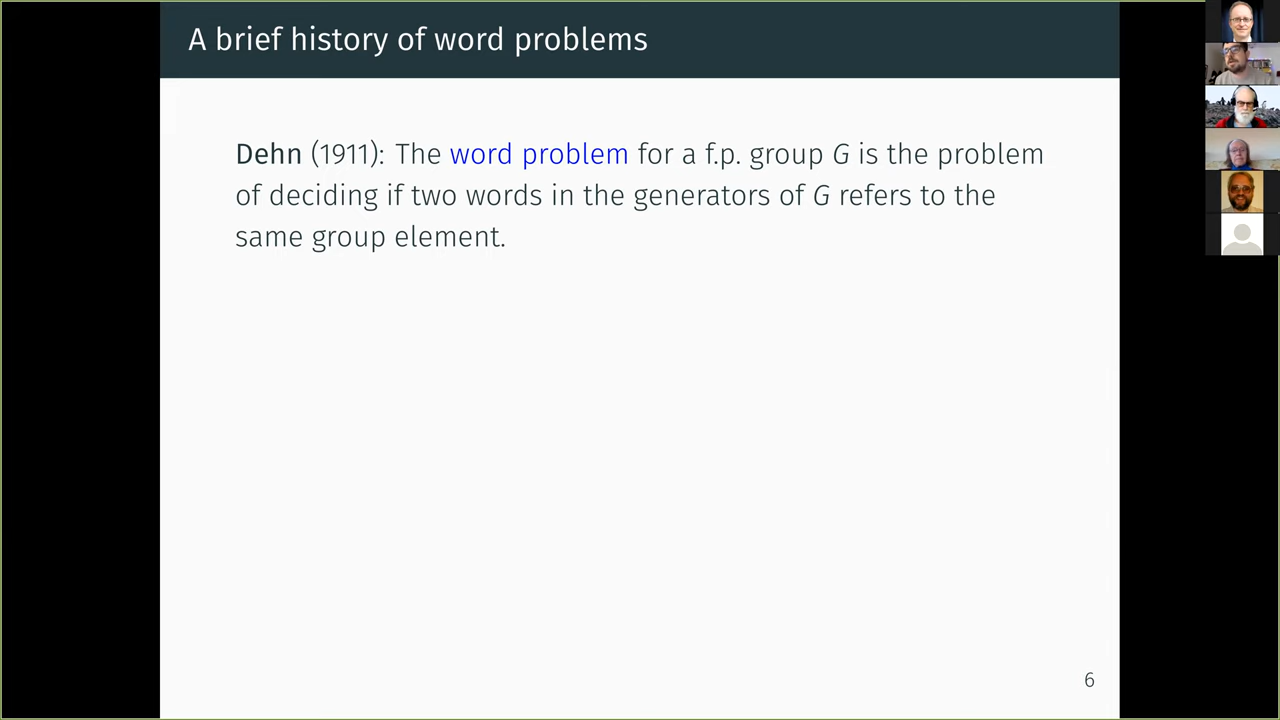 A brief history of word problems
Dehn (1911): The word problem for a f.p. group G is the problem
of deciding if two words in the generators of G refers to the
same group element.
6